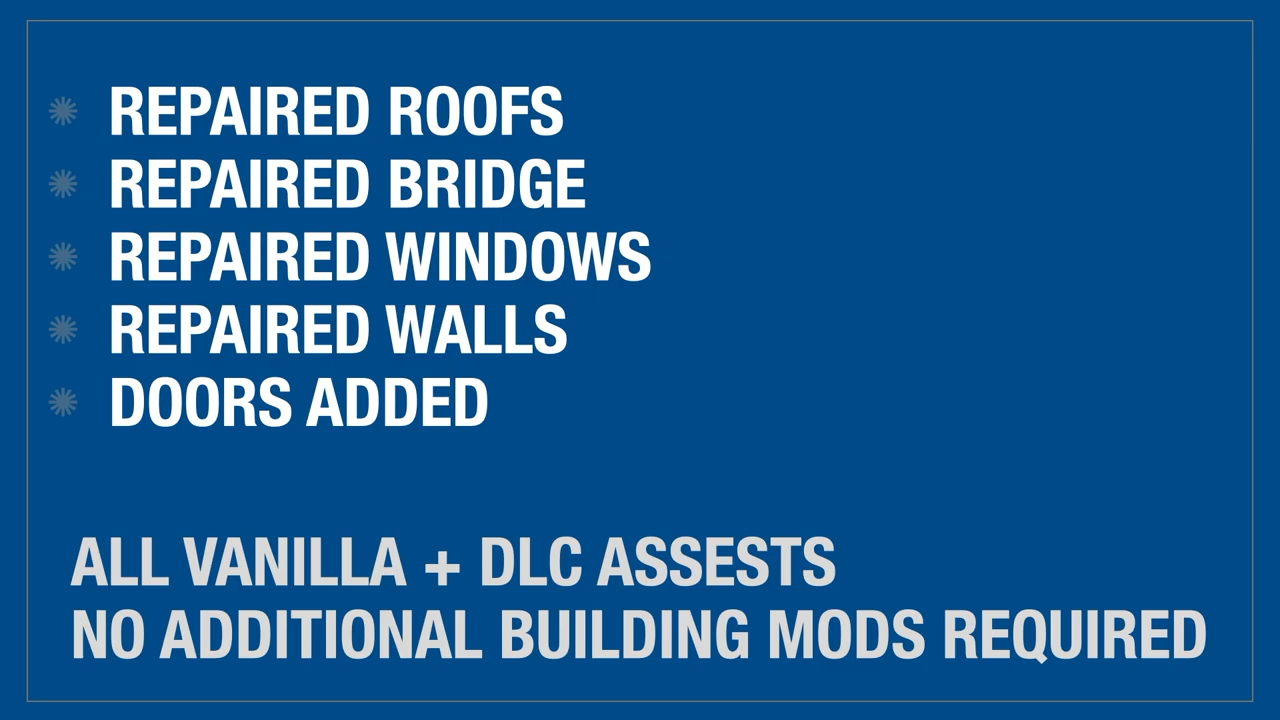 REPAIRED ROOFS
REPAIRED BRIDGE
REPAIRED WINDOWS
REPAIRED WALLS
DOORS ADDED
ALL VANILLA + DLC ASSESTS
NO ADDITIONAL BUILDING MODS REQUIRED